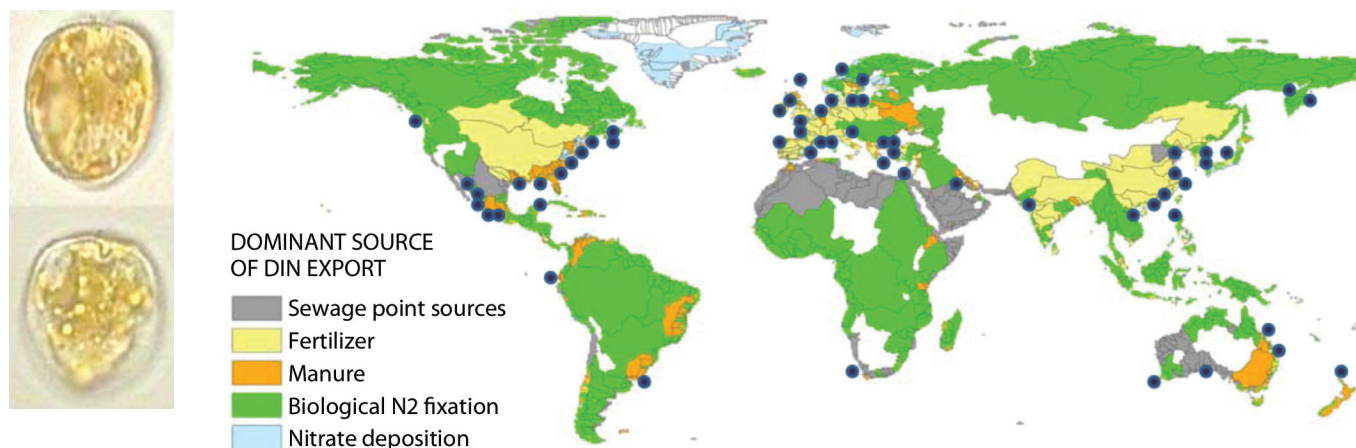 DOMINANT SOURCE
OF DIN EXPORT
Sewage point sources
Fertilizer
Manure
Biological N2 fixation
Nitrate deposition